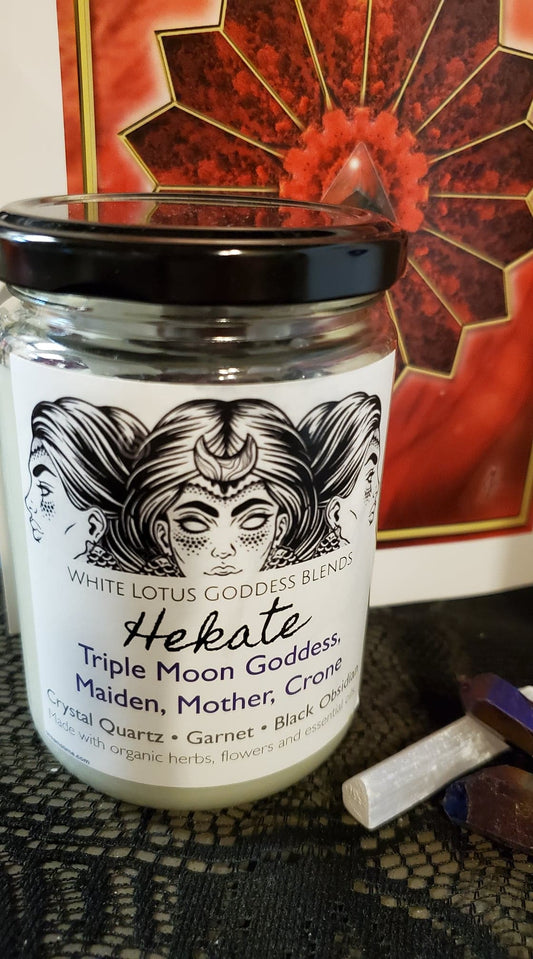 WHITE LOTUS GODDESS BLENDS
Hekate
Triple Moon Goddess,
Maiden, Mother, Crone
Crystal Quartz • Garnet • Black Obsidian
Made with organic herbs, flowers and essential oils